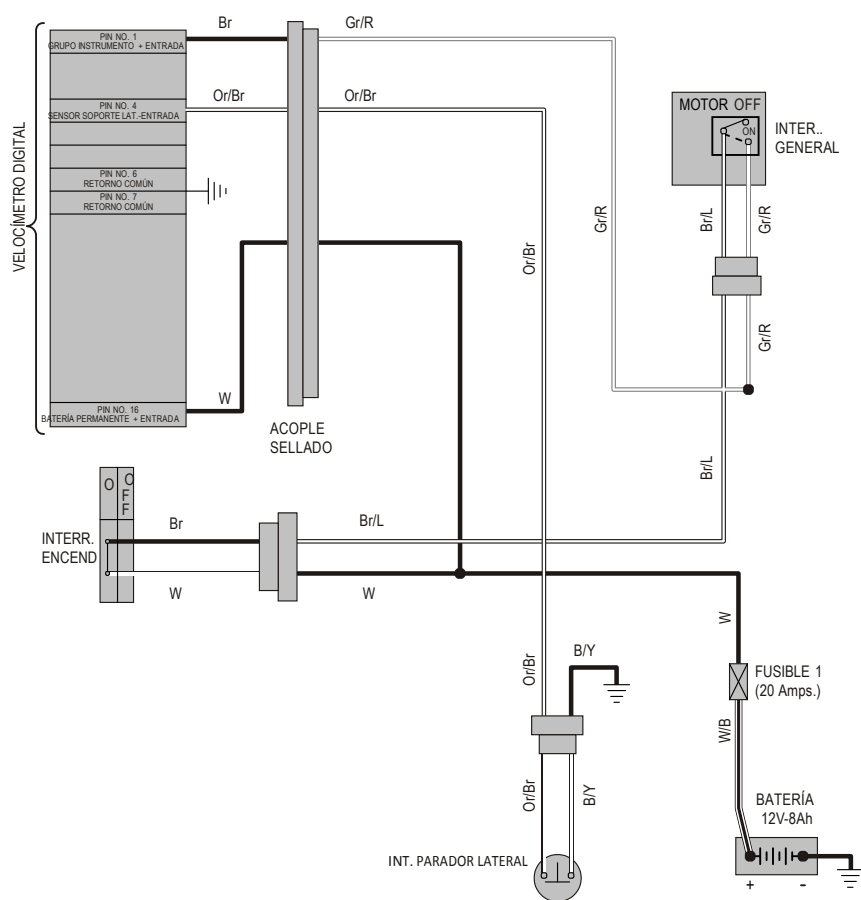 Br
Gr/R
PIN NO. 1
GRUPO INSTRUMENTO + ENTRADA
Or/Br
Or/Br
PIN NO. 4
SENSOR SOPORTE LAT.-ENTRADA
MOTOR OFF
ON
INTER..
GENERAL
PIN NO. 6
RETORNO COMÚN
PIN NO. 7
RETORNO COMÚN
VELOCÍMETRO DIGITAL
Or/Br
Gr/R
Br/L
Gr/R
Gr/R
W
PIN NO. 16
BATERÍA PERMANENTE + ENTRADA
ACOPLE
SELLADO
Br/L
O
OFF
INTERR.
ENCEND
Br
Br/L
W
W
W
Or/Br
B/Y
FUSIBLE 1
(20 Amps.)
W/B
Or/Br
B/Y
BATERÍA
12V-8Ah
INT. PARADOR LATERAL
+
-